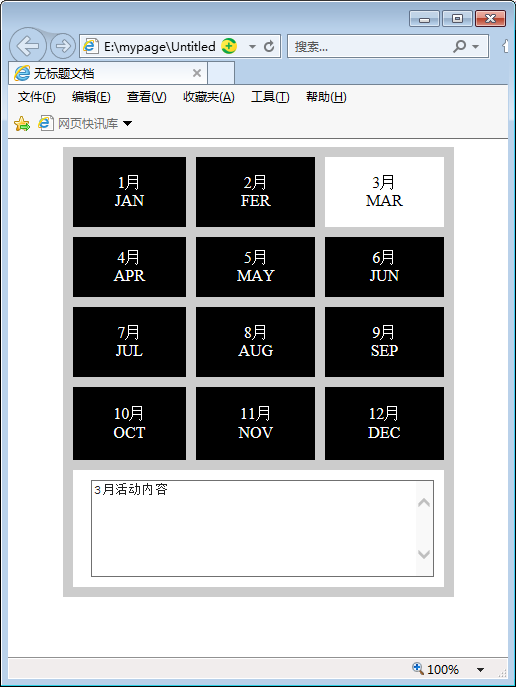 E:\mypage\Untitled
搜索...
无标题文档
文件(F) 编辑(E) 查看(V) 收藏夹(A) 工具(T) 帮助(H)
网页快讯库
1月 2月 3月
JAN FER MAR
4月 5月 6月
APR MAY JUN
7月 8月 9月
JUL AUG SEP
10月 11月 12月
OCT NOV DEC
3月活动内容
100%